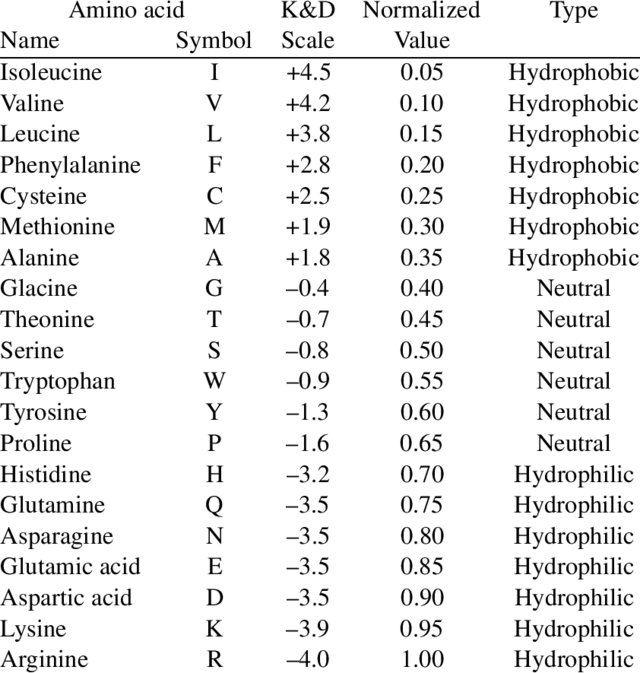 Amino acid K&D Normalized Type
Name Symbol Scale Value
Isoleucine I +4.5 0.05 Hydrophobic
Valine V +4.2 0.10 Hydrophobic
Leucine L +3.8 0.15 Hydrophobic
Phenylalanine F +2.8 0.20 Hydrophobic
Cysteine C +2.5 0.25 Hydrophobic
Methionine M +1.9 0.30 Hydrophobic
Alanine A +1.8 0.35 Hydrophobic
Glacine G –0.4 0.40 Neutral
Theonine T –0.7 0.45 Neutral
Serine S –0.8 0.50 Neutral
Tryptophan W –0.9 0.55 Neutral
Tyrosine Y –1.3 0.60 Neutral
Proline P –1.6 0.65 Neutral
Histidine H –3.2 0.70 Hydrophilic
Glutamine Q –3.5 0.75 Hydrophilic
Asparagine N –3.5 0.80 Hydrophilic
Glutamic acid E –3.5 0.85 Hydrophilic
Aspartic acid D –3.5 0.90 Hydrophilic
Lysine K –3.9 0.95 Hydrophilic
Arginine R –4.0 1.00 Hydrophilic